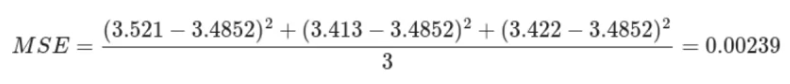 MSE = \frac{(3.521 - 3.4852)^2 + (3.413 - 3.4852)^2 + (3.422 - 3.4852)^2}{3} = 0.00239